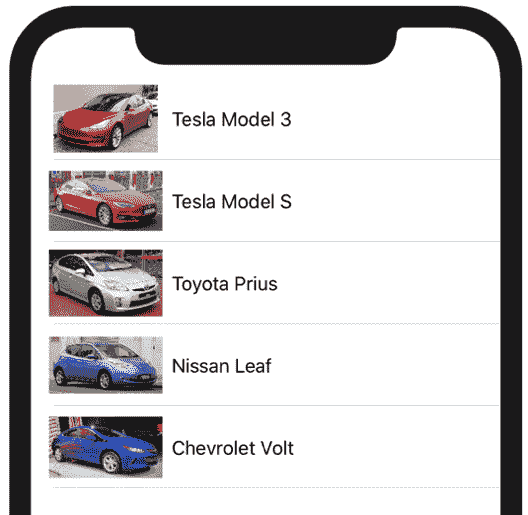 Tesla Model 3
Tesla Model S
Toyota Prius
Nissan Leaf
Chevrolet Volt